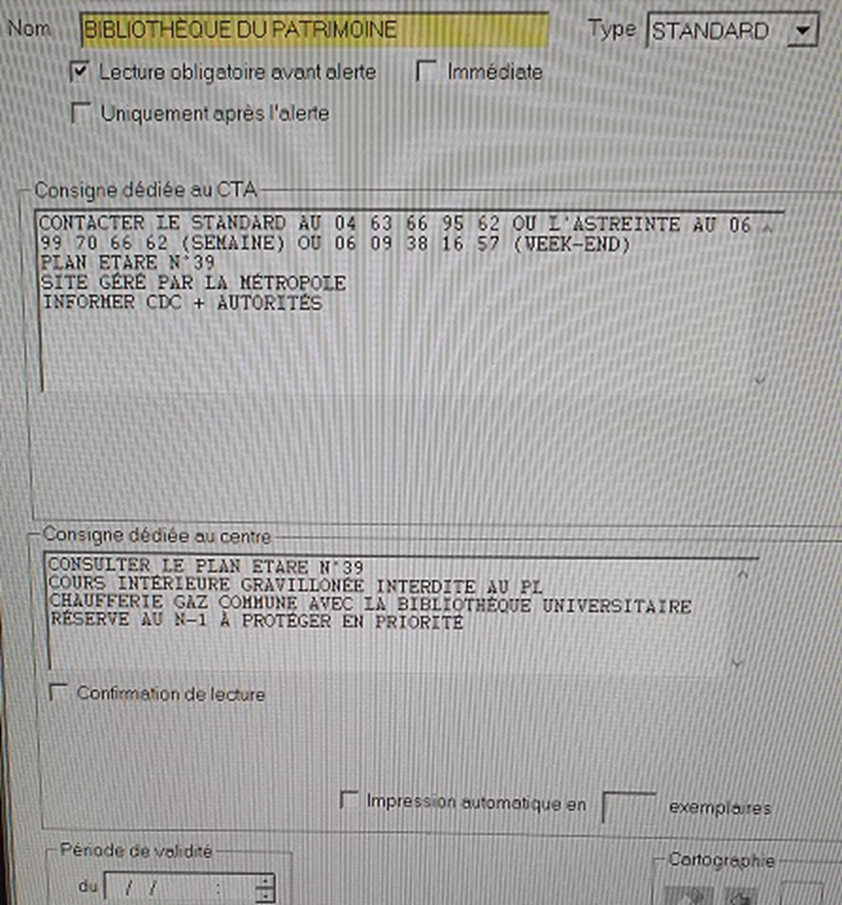 Nom BIBLIOTHÈQUE DU PATRIMOINE Type STANDARD
Lecture obligatoire avant alerte Immédiate
Uniquement après l'alerte
Consigne dédiée au CTA
CONTACTER LE STANDARD AU 04 63 66 95 62 OU L'ASTREINTE AU 06
99 70 66 62 (SEMAINE) OU 06 09 38 16 57 (WEEK-END)
PLAN ETARE N°39
SITE GÉRÉ PAR LA MÉTROPOLE
INFORMER CDC + AUTORITÉS
Consigne dédiée au centre
CONSULTER LE PLAN ETARE N°39
COURS INTÉRIEURE GRAVILLONÉE INTERDITE AU PL
CHAUFFERIE GAZ COMMUNE AVEC LA BIBLIOTHÈQUE UNIVERSITAIRE
RÉSERVE AU N-1 À PROTÉGER EN PRIORITÉ
Confirmation de lecture
Impression automatique en exemplaires
Période de validité
Cartographie
du / / :